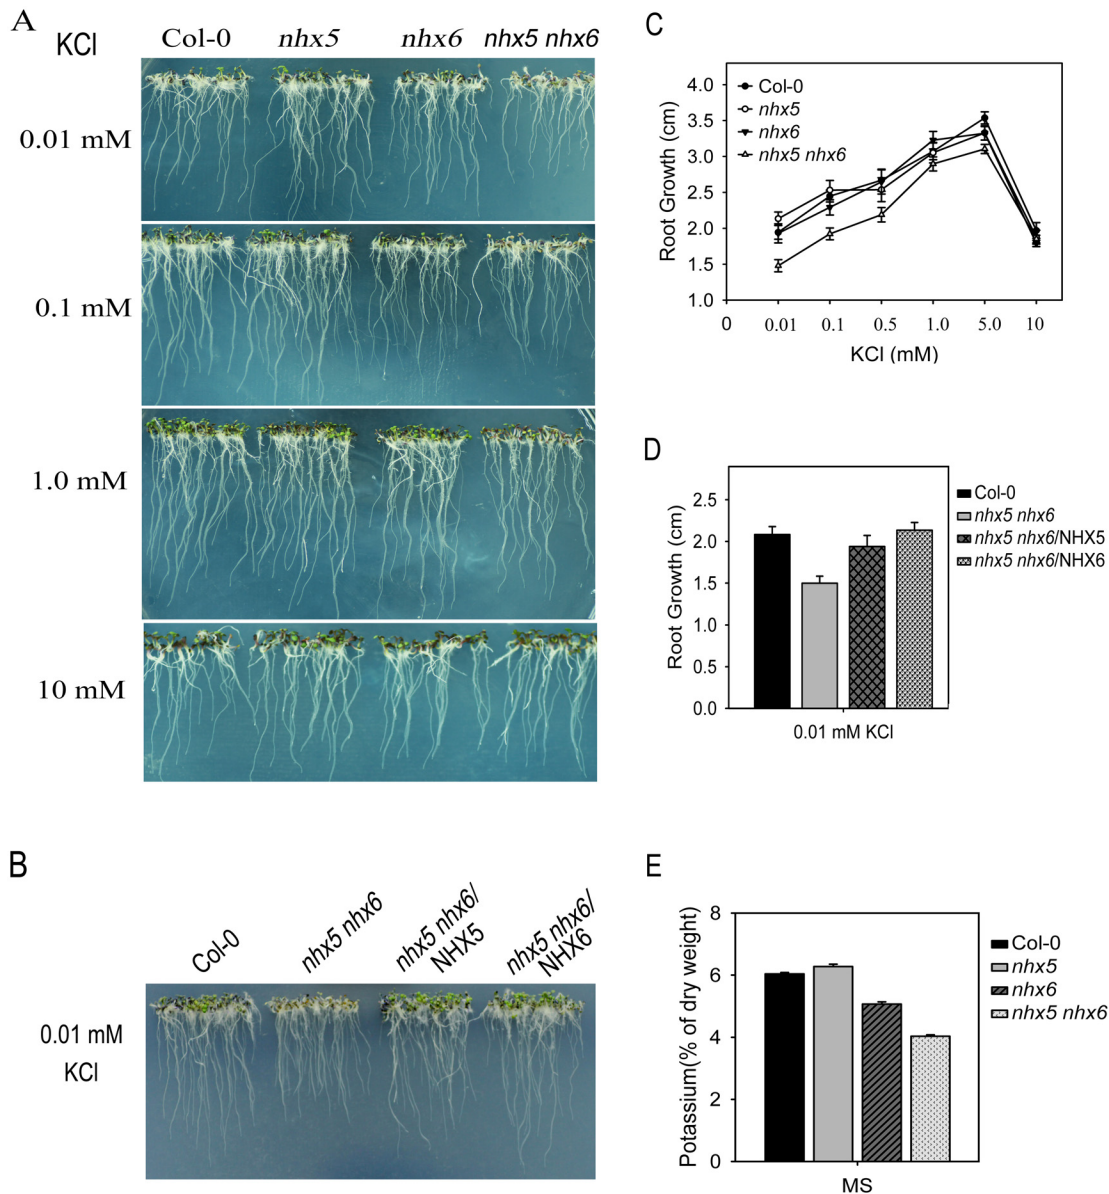 A
KCl
Col-0
nhx5
nhx6
nhx5 nhx6
0.01 mM
0.1 mM
1.0 mM
10 mM
B
Col-0
nhx5 nhx6
nhx5 nhx6/
NHX5
nhx5 nhx6/
NHX6
0.01 mM
KCl
C
Root Growth (cm)
4.0
3.5
3.0
2.5
2.0
1.5
1.0
Col-0
nhx5
nhx6
nhx5 nhx6
0
0.01
0.1
0.5
1.0
5.0
10
KCl (mM)
D
Root Growth (cm)
2.5
2.0
1.5
1.0
0.5
0.0
0.01 mM KCl
Col-0
nhx5 nhx6
nhx5 nhx6/NHX5
nhx5 nhx6/NHX6
E
Potassium(% of dry weight)
8
6
4
2
0
MS
Col-0
nhx5
nhx6
nhx5 nhx6